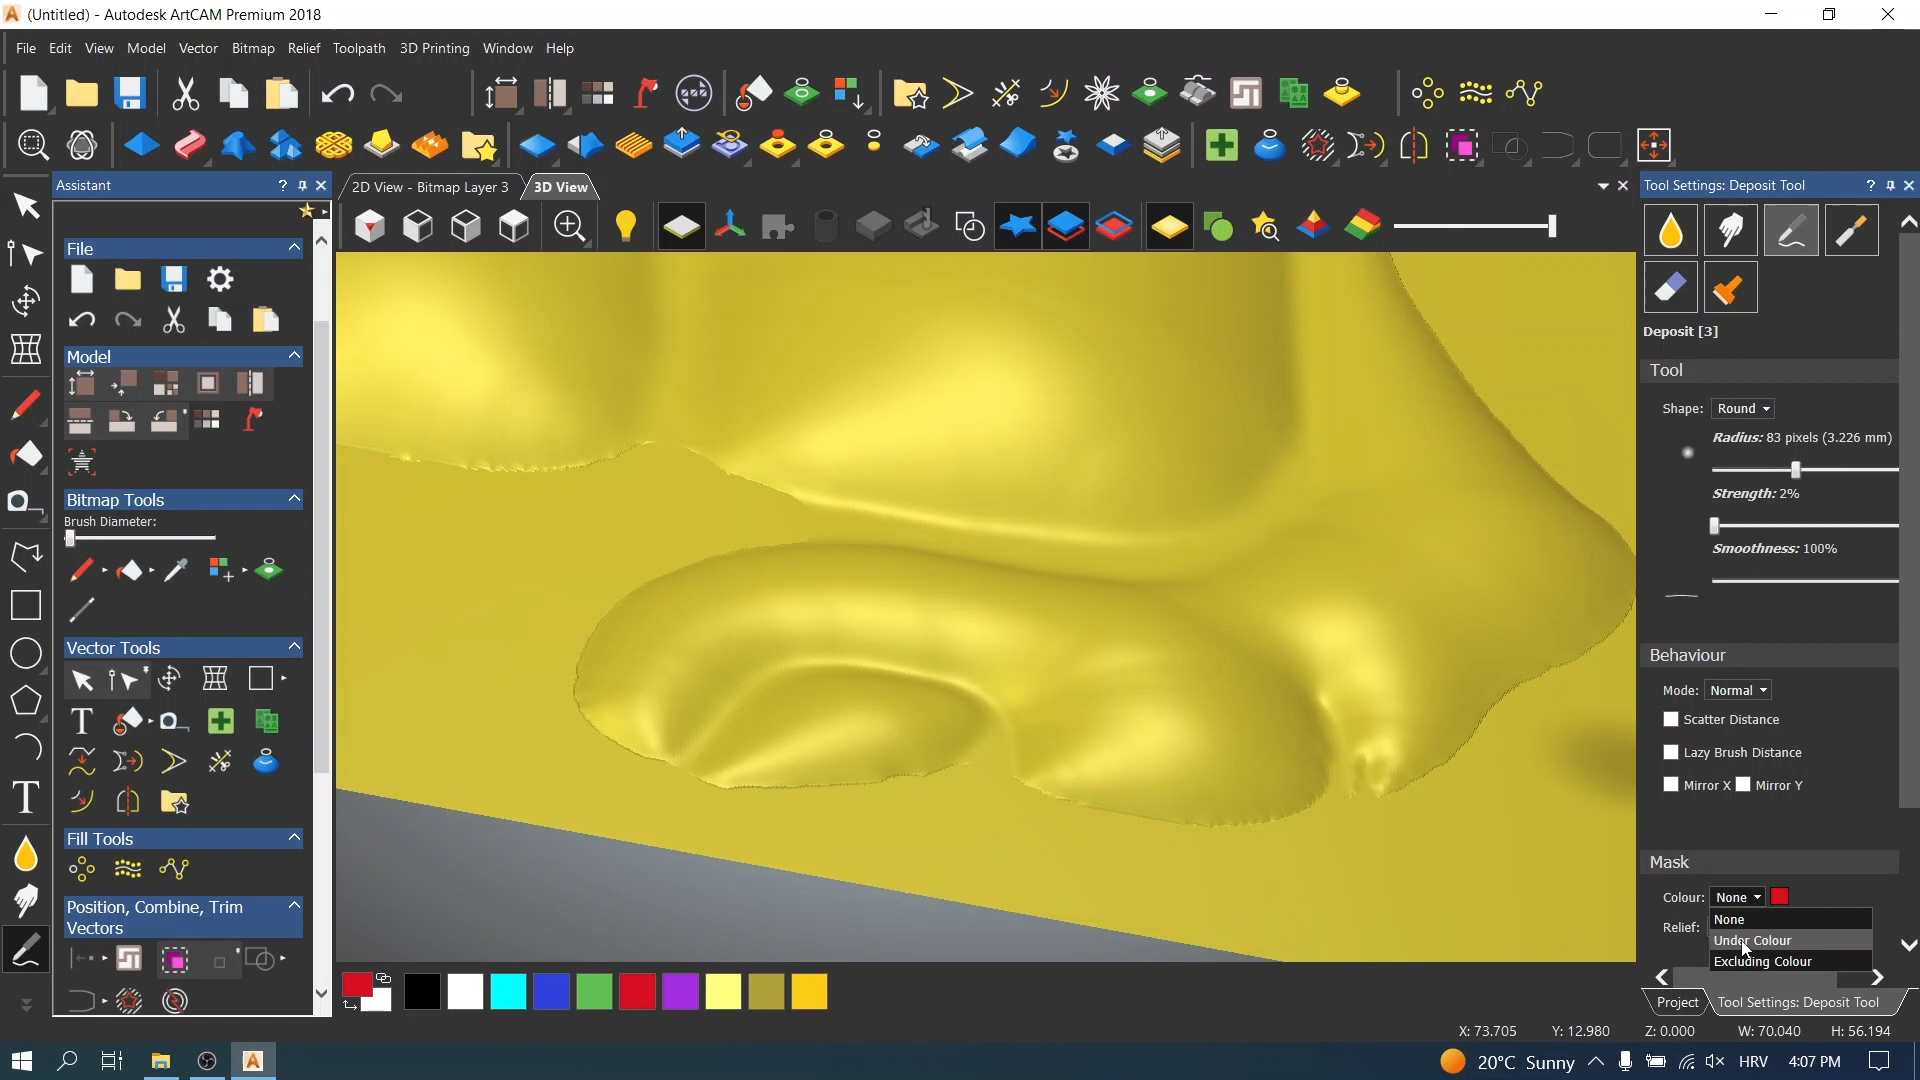 (Untitled) - Autodesk ArtCAM Premium 2018
File Edit View Model Vector Bitmap Relief Toolpath 3D Printing Window Help
Assistant
File
Model
Bitmap Tools
Brush Diameter:
Vector Tools
Fill Tools
Position, Combine, Trim
Vectors
2D View - Bitmap Layer 3
3D View
Tool Settings: Deposit Tool
Deposit [3]
Tool
Shape: Round
Radius: 83 pixels (3.226 mm)
Strength: 2%
Smoothness: 100%
Behaviour
Mode: Normal
Scatter Distance
Lazy Brush Distance
Mirror X Mirror Y
Mask
Colour: None
None
Relief:
Under Colour
Excluding Colour
Project Tool Settings: Deposit Tool
X: 73.705 Y: 12.980 Z: 0.000 W: 70.040 H: 56.194
20°C Sunny HRV 4:07 PM